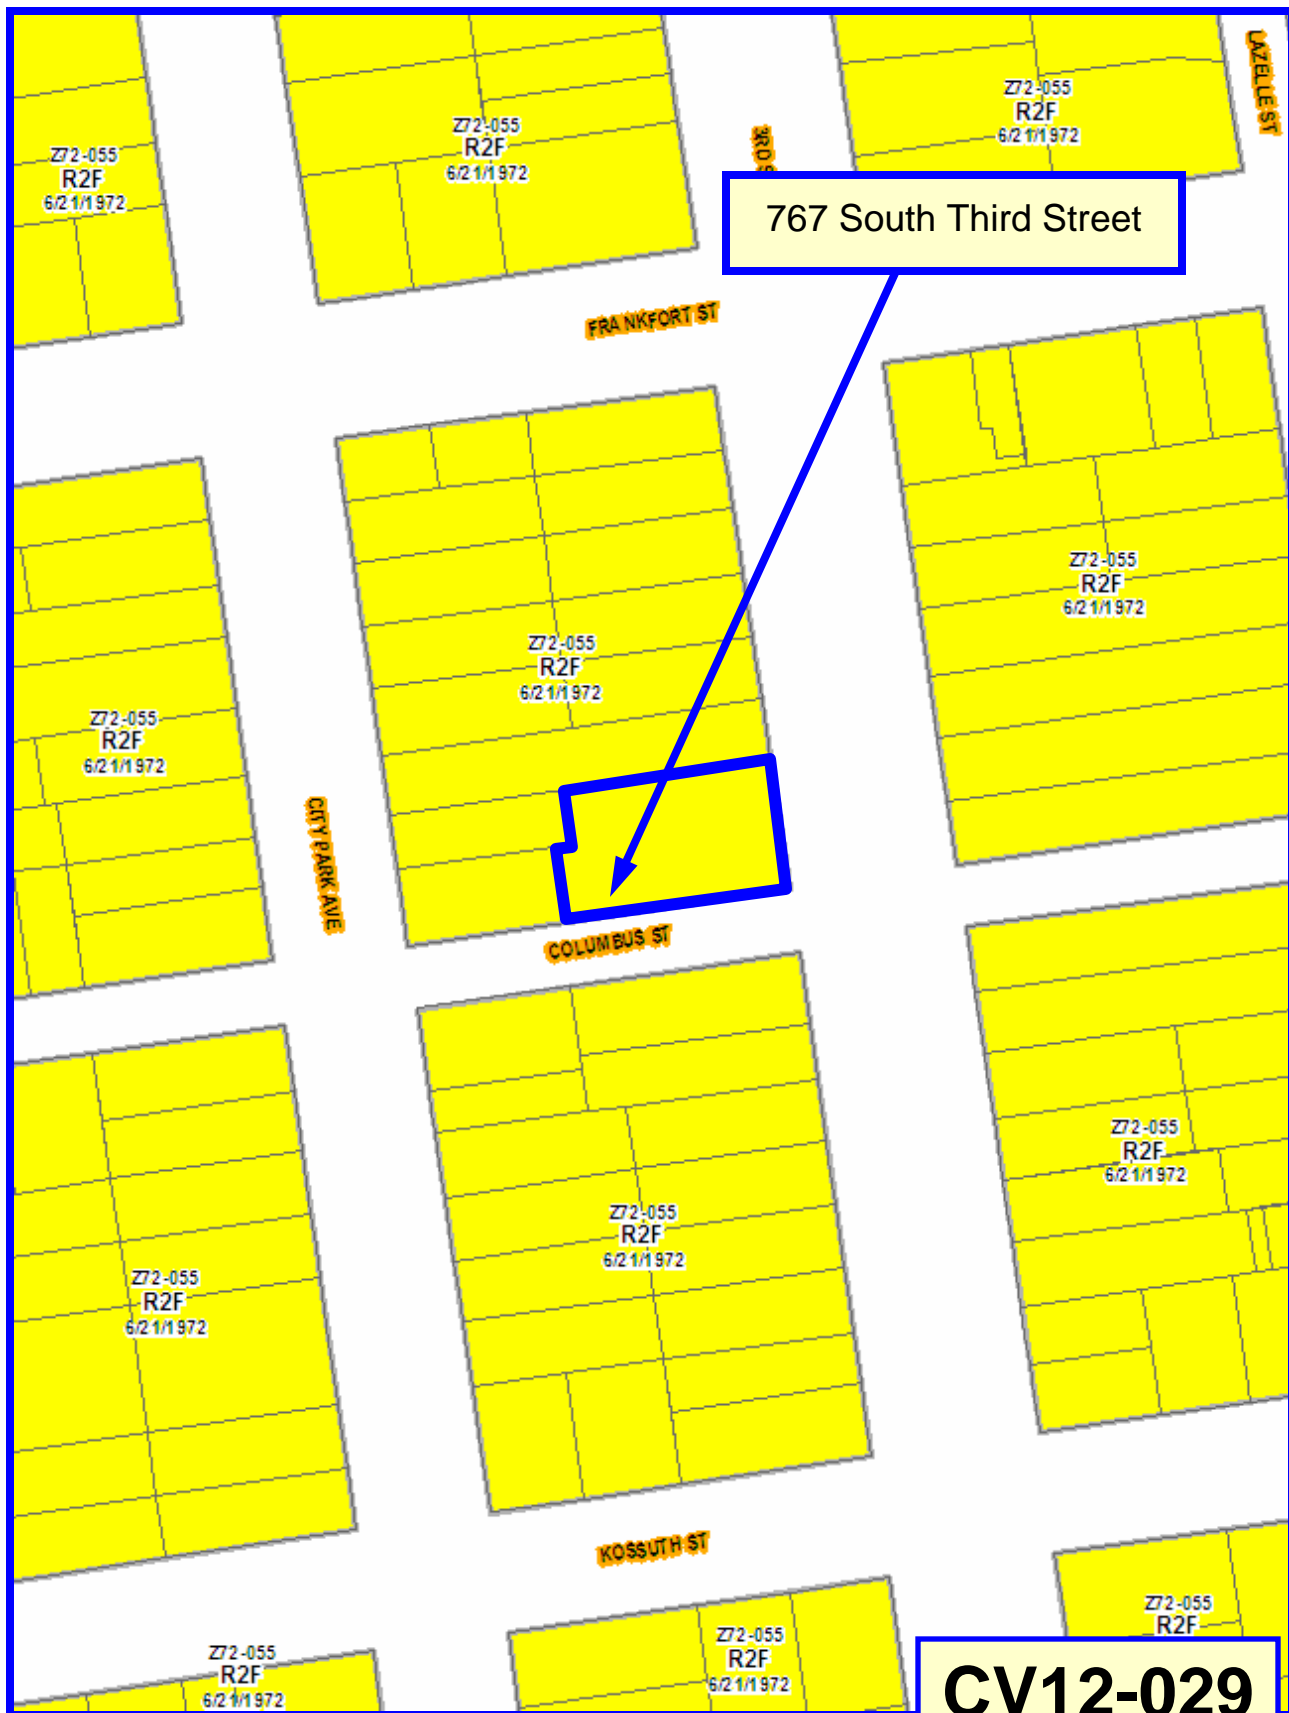 LAZELLE ST
Z72-055
R2F
6/21/1972
Z72-055
R2F
6/21/1972
Z72-055
R2F
6/21/1972
3RD S
767 South Third Street
FRANKFORT ST
Z72-055
R2F
6/21/1972
Z72-055
R2F
6/21/1972
Z72-055
R2F
6/21/1972
CITY PARK AVE
COLUMBUS ST
Z72-055
R2F
6/21/1972
Z72-055
R2F
6/21/1972
Z72-055
R2F
6/21/1972
KOSSUTH ST
Z72-055
R2F
Z72-055
R2F
6/21/1972
Z72-055
R2F
6/21/1972
CV12-029